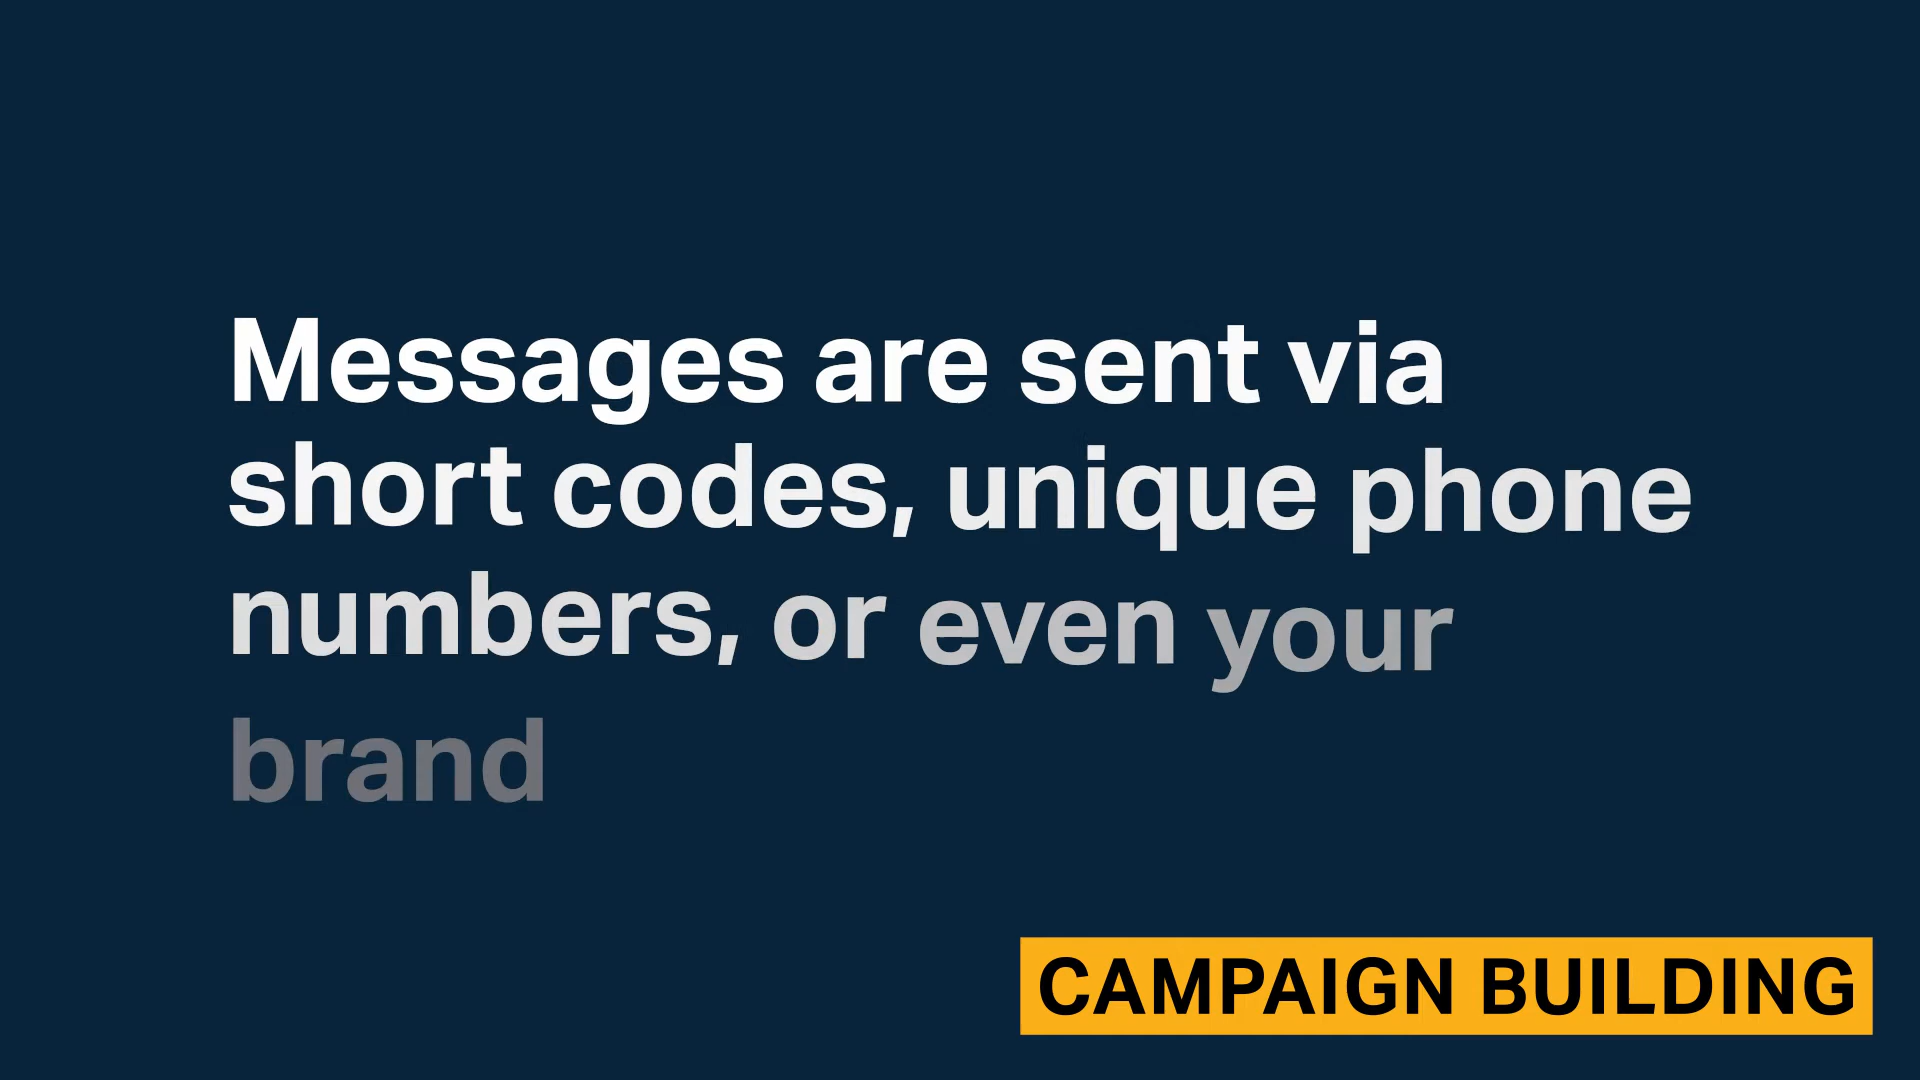 Messages are sent via
short codes, unique phone
numbers, or even your
brand
CAMPAIGN BUILDING